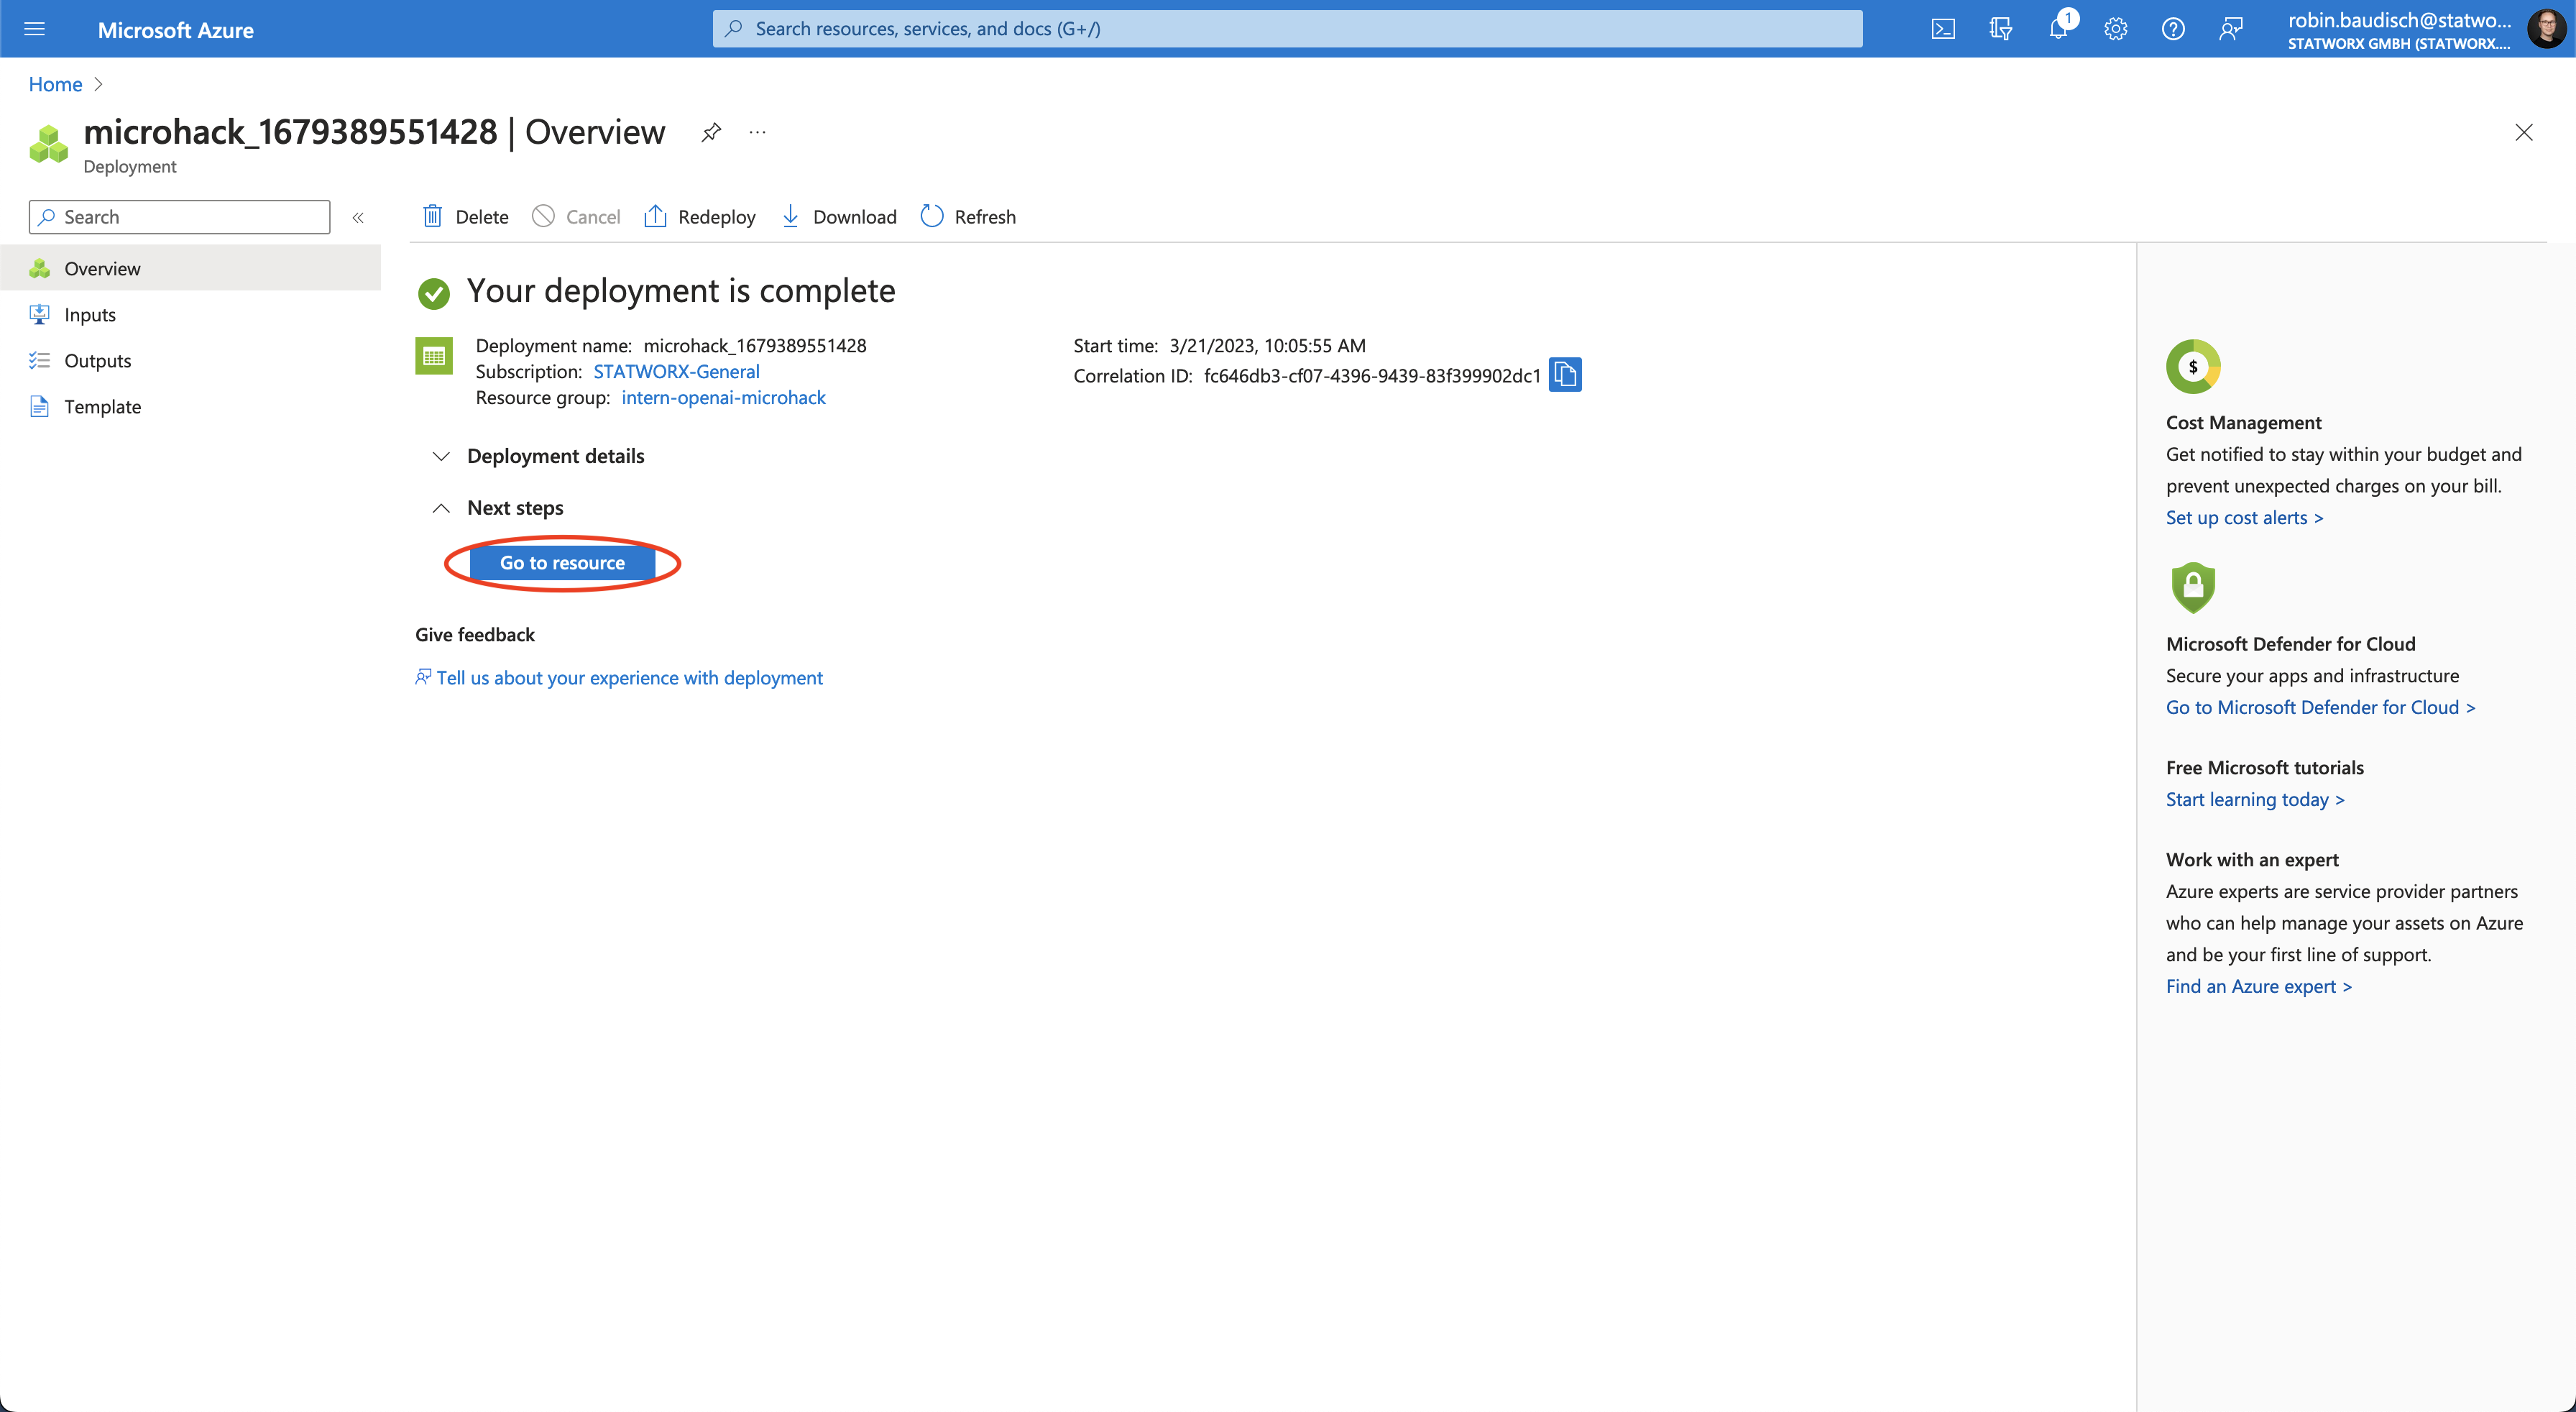 Microsoft Azure
Search resources, services, and docs (G+/)
1
robin.baudisch@statwo...
STATWORX GMBH (STATWORX....
Home
microhack_1679389551428 | Overview
...
Deployment
Search
«
Delete
Cancel
Redeploy
Download
Refresh
Overview
Inputs
Outputs
Template
Your deployment is complete
Deployment name: microhack_1679389551428
Subscription: STATWORX-General
Resource group: intern-openai-microhack
Start time: 3/21/2023, 10:05:55 AM
Correlation ID: fc646db3-cf07-4396-9439-83f399902dc1
Deployment details
Next steps
Go to resource
Give feedback
Tell us about your experience with deployment
$
Cost Management
Get notified to stay within your budget and
prevent unexpected charges on your bill.
Set up cost alerts >
Microsoft Defender for Cloud
Secure your apps and infrastructure
Go to Microsoft Defender for Cloud >
Free Microsoft tutorials
Start learning today >
Work with an expert
Azure experts are service provider partners
who can help manage your assets on Azure
and be your first line of support.
Find an Azure expert >